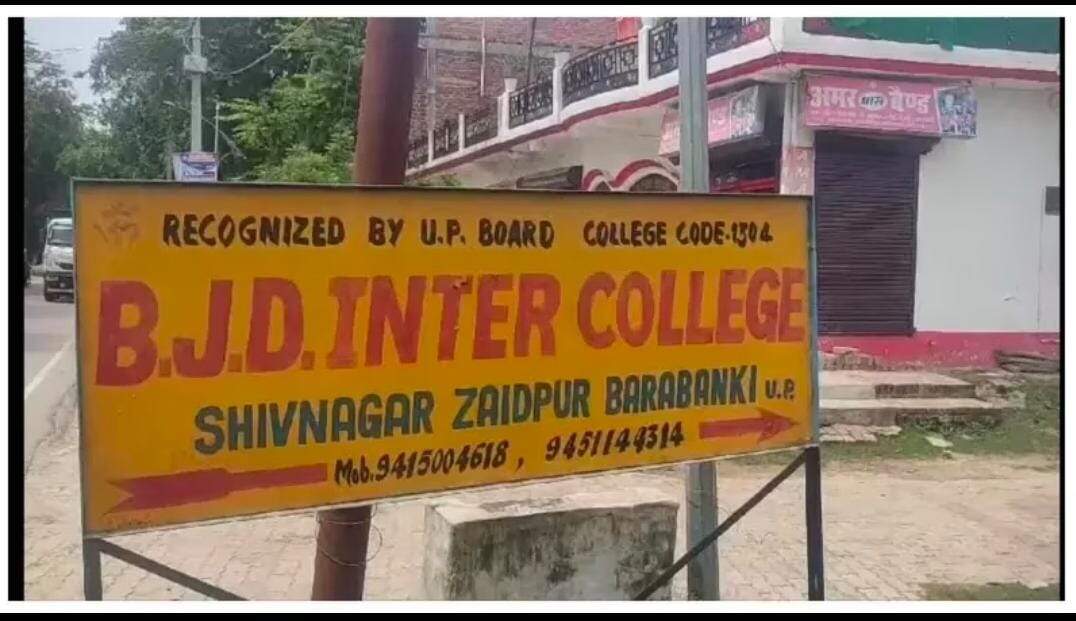 RECOGNIZED BY U.P. BOARD COLLEGE CODE-1304
B.J.D. INTER COLLEGE
SHIVNAGAR ZAIDPUR BARABANKI U.P.
Mob.9415004618, 9451144314
अमर बैण्ड